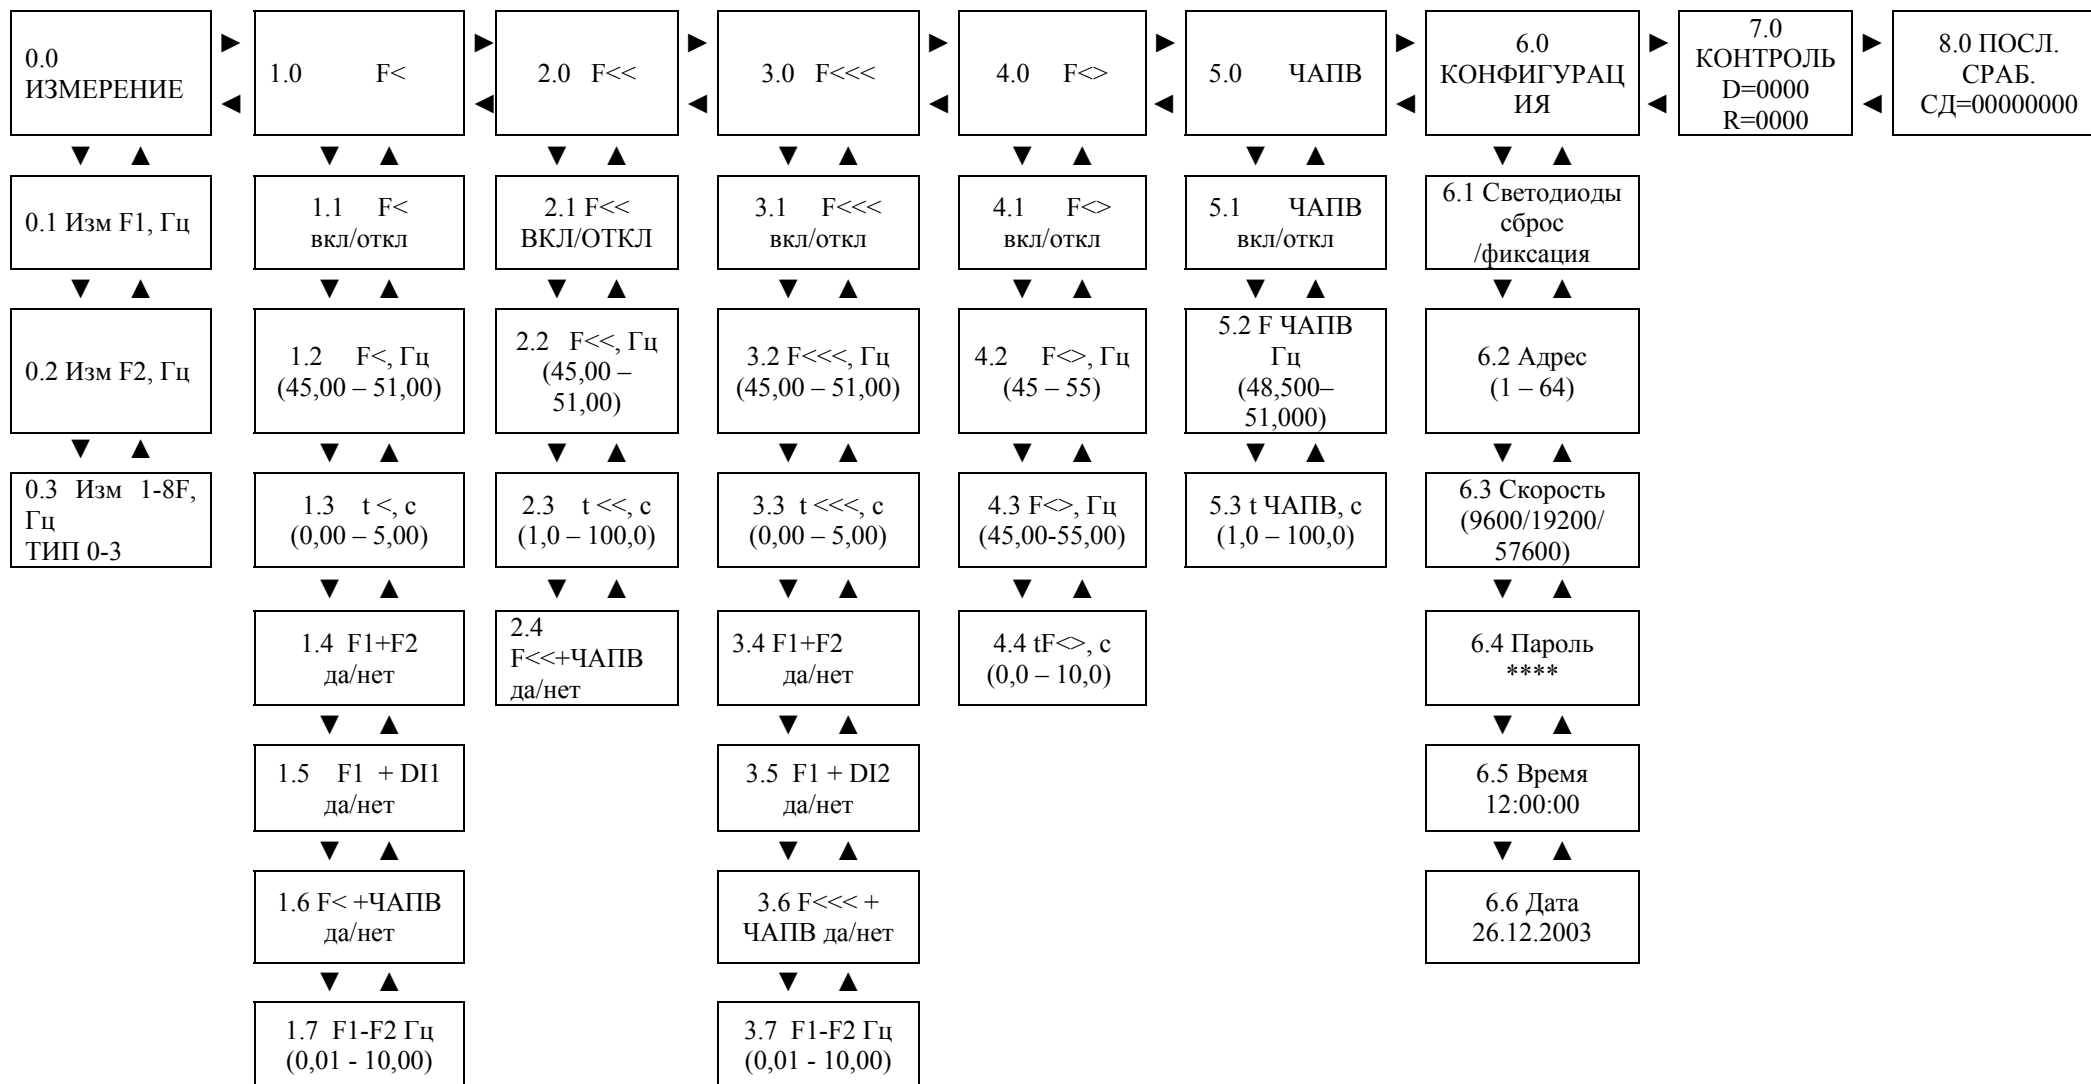 0.0
ИЗМЕРЕНИЕ
1.0 F<
2.0 F<<
3.0 F<<<
4.0 F<>
5.0 ЧАПВ
6.0
КОНФИГУРАЦ
ИЯ
7.0
КОНТРОЛЬ
D=0000
R=0000
8.0 ПОСЛ.
СРАБ.
СД=00000000
0.1 Изм F1, Гц
1.1 F<
вкл/откл
2.1 F<<
ВКЛ/ОТКЛ
3.1 F<<<
вкл/откл
4.1 F<>
вкл/откл
5.1 ЧАПВ
вкл/откл
6.1 Светодиоды
сброс
/фиксация
0.2 Изм F2, Гц
1.2 F<, Гц
(45,00 – 51,00)
2.2 F<<, Гц
(45,00 –
51,00)
3.2 F<<<, Гц
(45,00 – 51,00)
4.2 F<>, Гц
(45 – 55)
5.2 F ЧАПВ
Гц
(48,500–
51,000)
6.2 Адрес
(1 – 64)
0.3 Изм 1-8F,
Гц
ТИП 0-3
1.3 t <, с
(0,00 – 5,00)
2.3 t <<, с
(1,0 – 100,0)
3.3 t <<<, с
(0,00 – 5,00)
4.3 F<>, Гц
(45,00-55,00)
5.3 t ЧАПВ, с
(1,0 – 100,0)
6.3 Скорость
(9600/19200/
57600)
1.4 F1+F2
да/нет
2.4
F<<+ЧАПВ
да/нет
3.4 F1+F2
да/нет
4.4 tF<>, с
(0,0 – 10,0)
6.4 Пароль
****
1.5 F1 + DI1
да/нет
3.5 F1 + DI2
да/нет
6.5 Время
12:00:00
1.6 F< +ЧАПВ
да/нет
3.6 F<<< +
ЧАПВ да/нет
6.6 Дата
26.12.2003
1.7 F1-F2 Гц
(0,01 - 10,00)
3.7 F1-F2 Гц
(0,01 - 10,00)